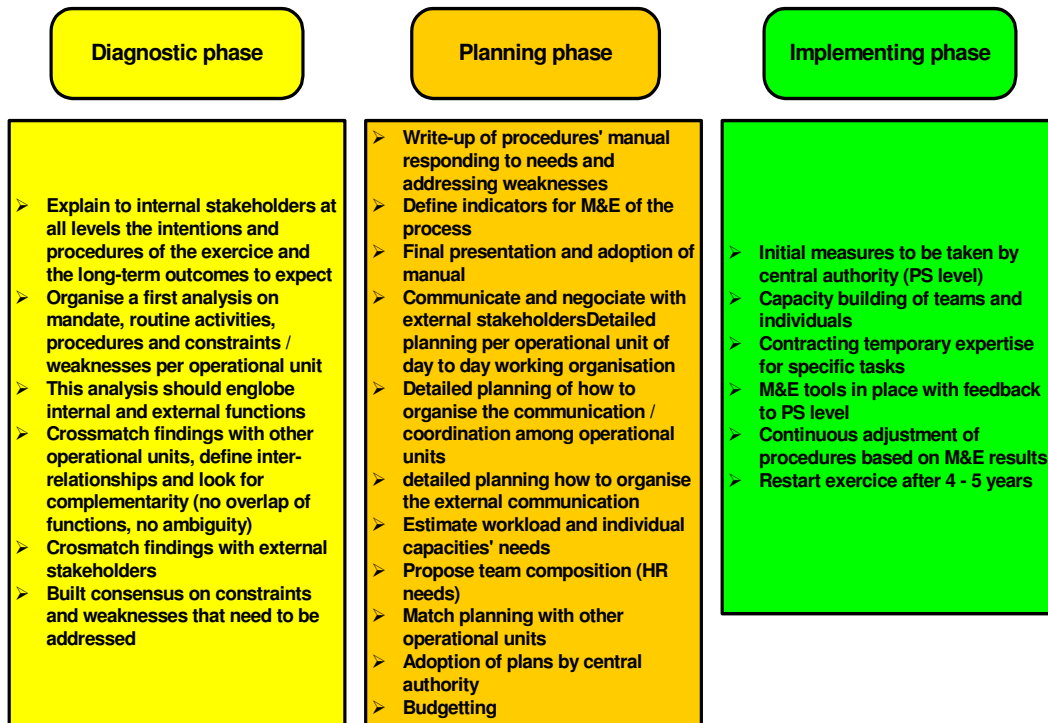 Diagnostic phase
Planning phase
Implementing phase
➢ Explain to internal stakeholders at
all levels the intentions and
procedures of the exercice and
the long-term outcomes to expect
➢ Organise a first analysis on
mandate, routine activities,
procedures and constraints /
weaknesses per operational unit
➢ This analysis should englobe
internal and external functions
➢ Crossmatch findings with other
operational units, define inter-
relationships and look for
complementarity (no overlap of
functions, no ambiguity)
➢ Crosmatch findings with external
stakeholders
➢ Built consensus on constraints
and weaknesses that need to be
addressed
➢ Write-up of procedures' manual
responding to needs and
addressing weaknesses
➢ Define indicators for M&E of the
process
➢ Final presentation and adoption of
manual
➢ Communicate and negociate with
external stakeholdersDetailed
planning per operational unit of
day to day working organisation
➢ Detailed planning of how to
organise the communication /
coordination among operational
units
➢ detailed planning how to organise
the external communication
➢ Estimate workload and individual
capacities' needs
➢ Propose team composition (HR
needs)
➢ Match planning with other
operational units
➢ Adoption of plans by central
authority
➢ Budgetting
➢ Initial measures to be taken by
central authority (PS level)
➢ Capacity building of teams and
individuals
➢ Contracting temporary expertise
for specific tasks
➢ M&E tools in place with feedback
to PS level
➢ Continuous adjustment of
procedures based on M&E results
➢ Restart exercice after 4 - 5 years